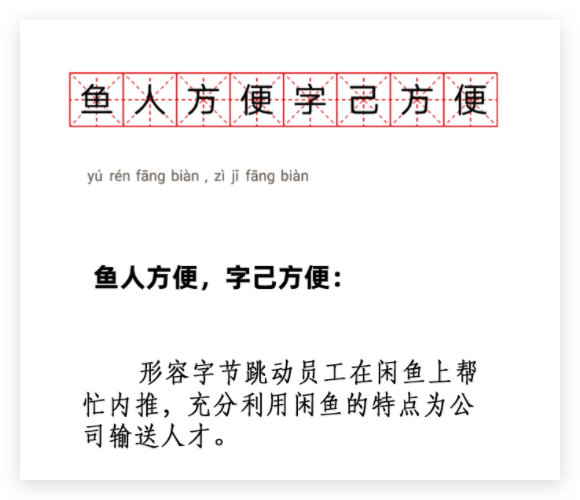 鱼人方便字己方便
yú rén fāng biàn , zì jǐ fāng biàn
鱼人方便，字己方便：
形容字节跳动员工在闲鱼上帮
忙内推，充分利用闲鱼的特点为公
司输送人才。